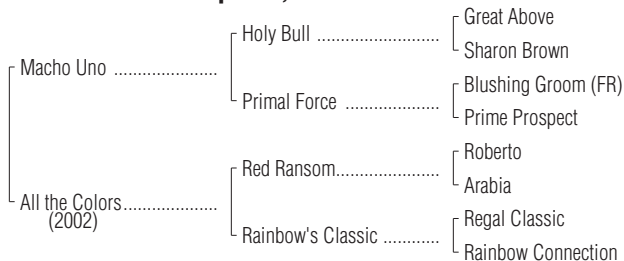 Great Above
Holy Bull ........................
Sharon Brown
Macho Uno ....................
Blushing Groom (FR)
Primal Force ..................
Prime Prospect
Roberto
Red Ransom....................
Arabia
All the Colors..................
(2002)
Regal Classic
Rainbow's Classic ...........
Rainbow Connection